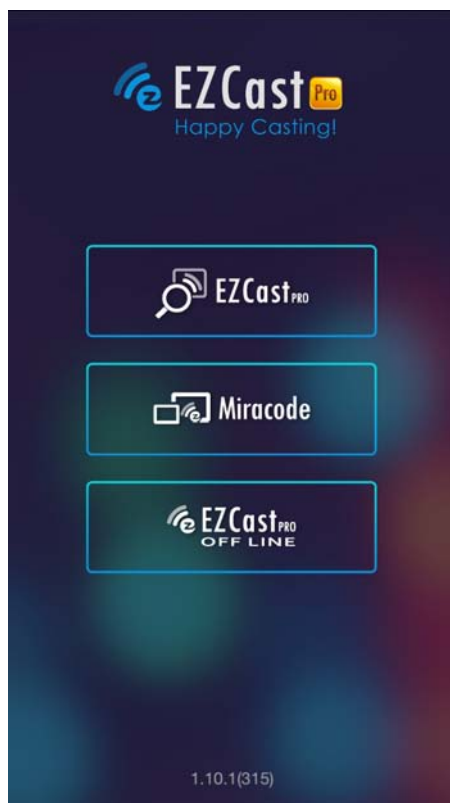 EZCast Pro
Happy Casting!
EZCast PRO
Miracode
EZCast PRO
OFF LINE
1.10.1(315)